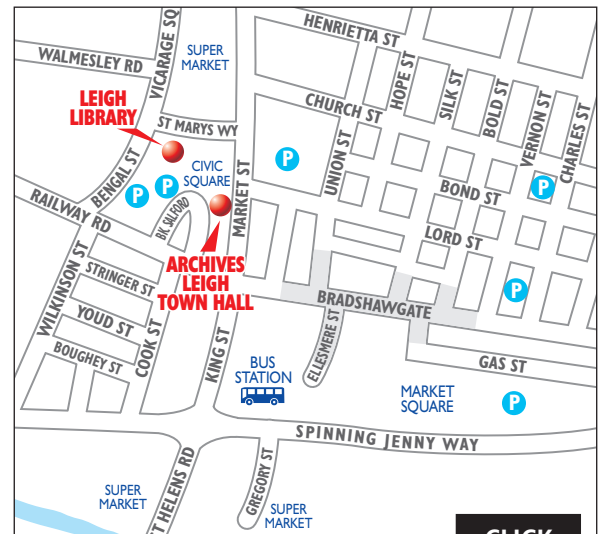 HENRIETTA ST
WALMESLEY RD
VICARAGE SQ
SUPER
MARKET
HOPE ST
SILK ST
BOLD ST
VERNON ST
CHARLES ST
LEIGH
LIBRARY
CHURCH ST
ST MARYS WY
UNION ST
BENGAL ST
CIVIC
SQUARE
P
P
P
P
MARKET ST
BOND ST
RAILWAY RD
BK SALFORD
LORD ST
ARCHIVES
LEIGH
TOWN HALL
WILKINSON ST
STRINGER ST
P
BRADSHAWGATE
YOUD ST
COOK ST
KING ST
ELLESMERE ST
BOUGHEY ST
BUS
STATION
GAS ST
MARKET
SQUARE
P
SPINNING JENNY WAY
T HELENS RD
GREGORY ST
SUPER
MARKET
SUPER
MARKET
CLICK